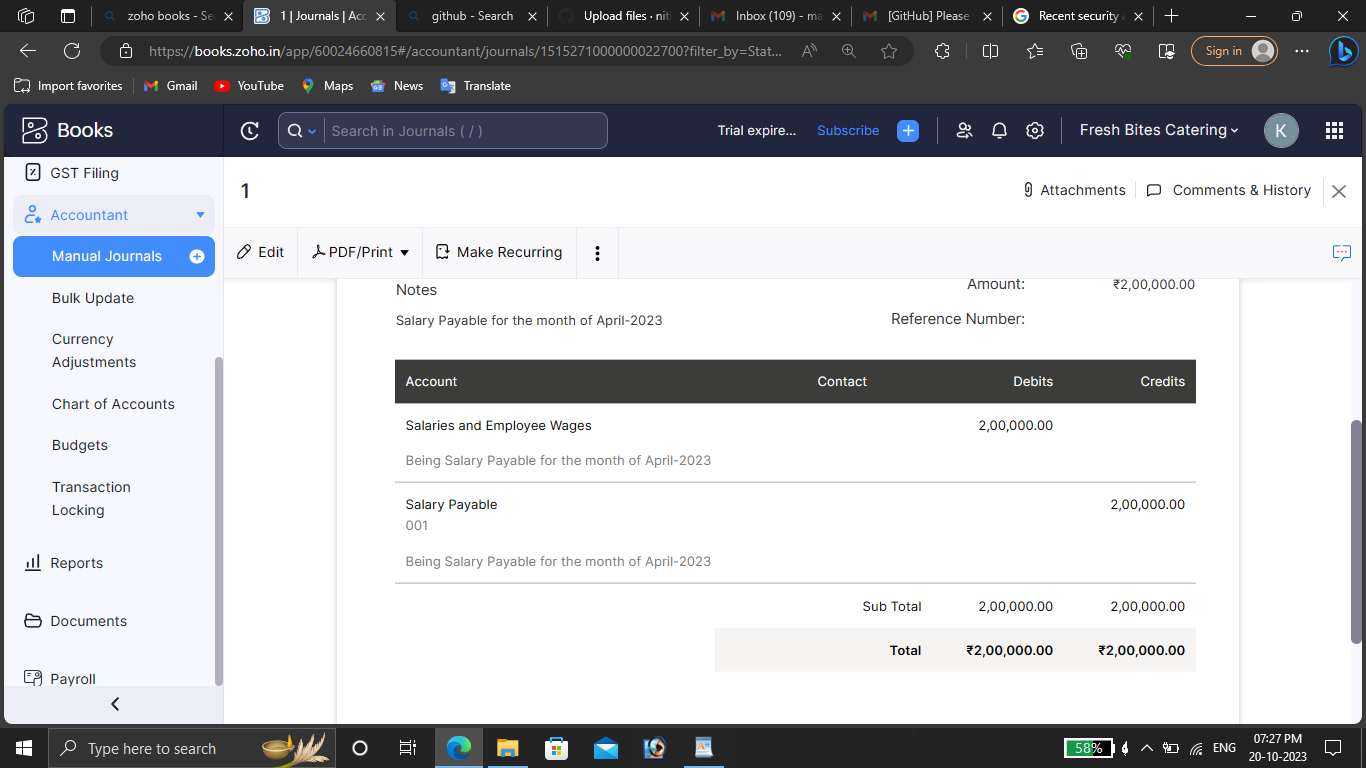 zoho books - Se
1 | Journals | Acc
github - Search
Upload files · nit
Inbox (109) - ma
[GitHub] Please
Recent security a
https://books.zoho.in/app/60024660815#/accountant/journals/1515271000000022700?filter_by=Stat...
Sign in
Import favorites
Gmail
YouTube
Maps
News
Translate
Books
Search in Journals ( / )
Trial expire...
Subscribe
Fresh Bites Catering
K
GST Filing
Accountant
Manual Journals
Bulk Update
Currency
Adjustments
Chart of Accounts
Budgets
Transaction
Locking
Reports
Documents
Payroll
1
Attachments
Comments & History
Edit
PDF/Print
Make Recurring
Notes
Amount:
₹2,00,000.00
Salary Payable for the month of April-2023
Reference Number:
Account Contact Debits Credits
Salaries and Employee Wages 2,00,000.00
Being Salary Payable for the month of April-2023
Salary Payable 2,00,000.00
001
Being Salary Payable for the month of April-2023
Sub Total 2,00,000.00 2,00,000.00
Total ₹2,00,000.00 ₹2,00,000.00
Type here to search
58%
ENG
07:27 PM
20-10-2023